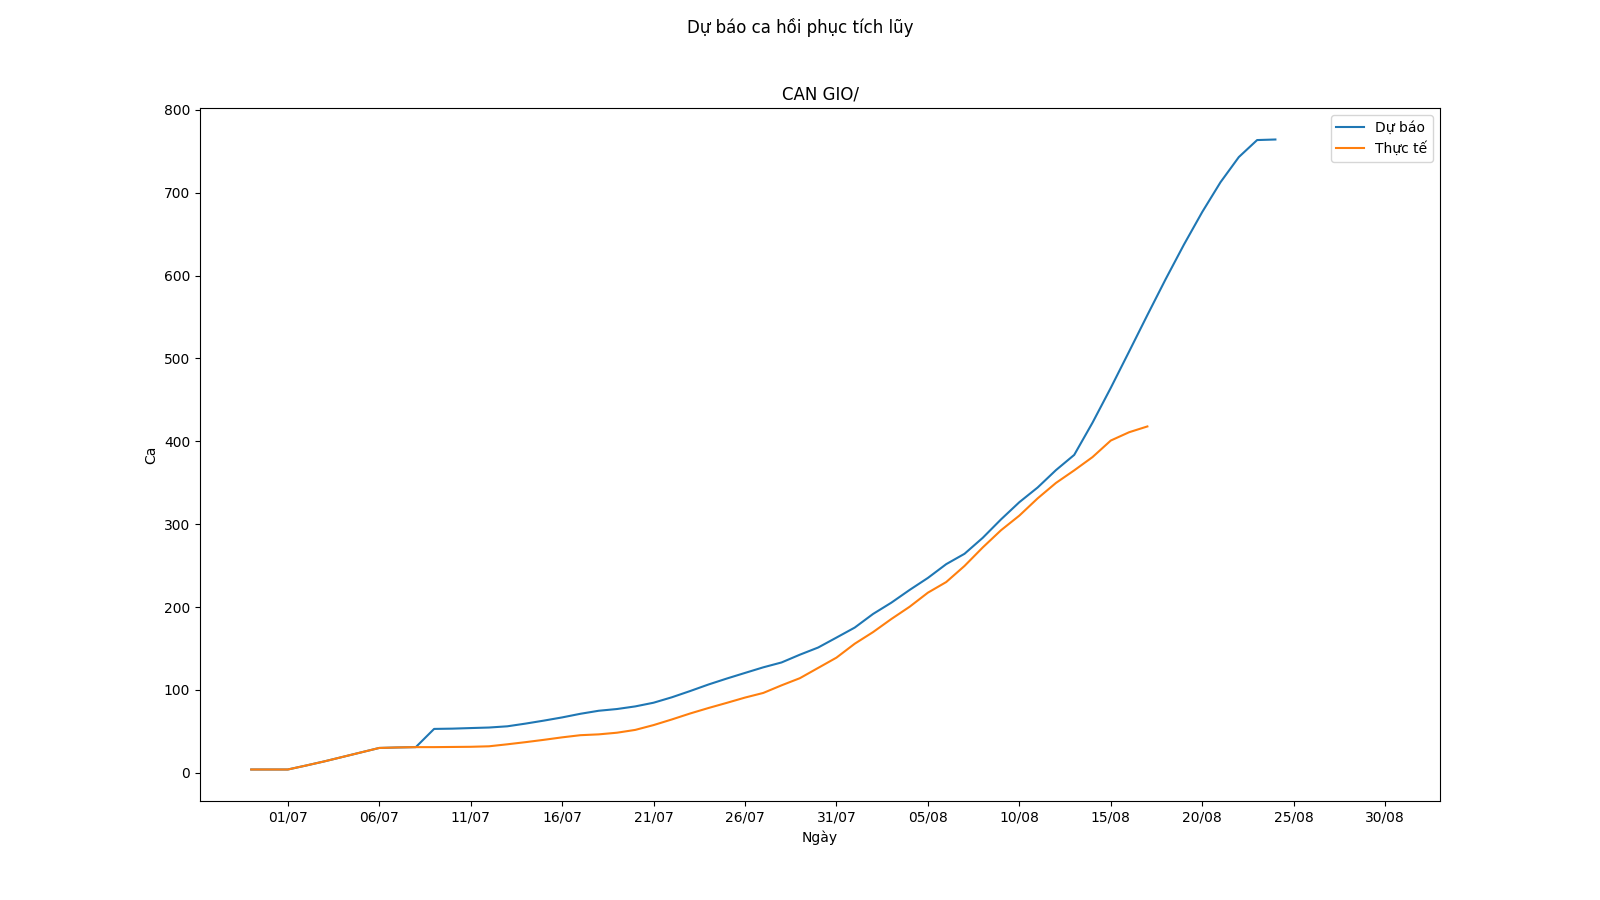 Dự báo ca hồi phục tích lũy
CAN GIO/
800
700
600
500
400
300
200
100
0
Ca
Dự báo
Thực tế
01/07 06/07 11/07 16/07 21/07 26/07 31/07 05/08 10/08 15/08 20/08 25/08 30/08
Ngày